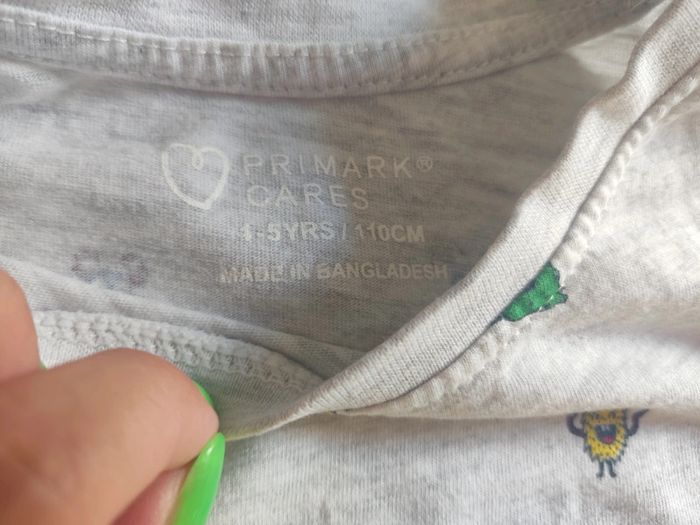 PRIMARK®
CARES
4-5YRS / 110CM
MADE IN BANGLADESH